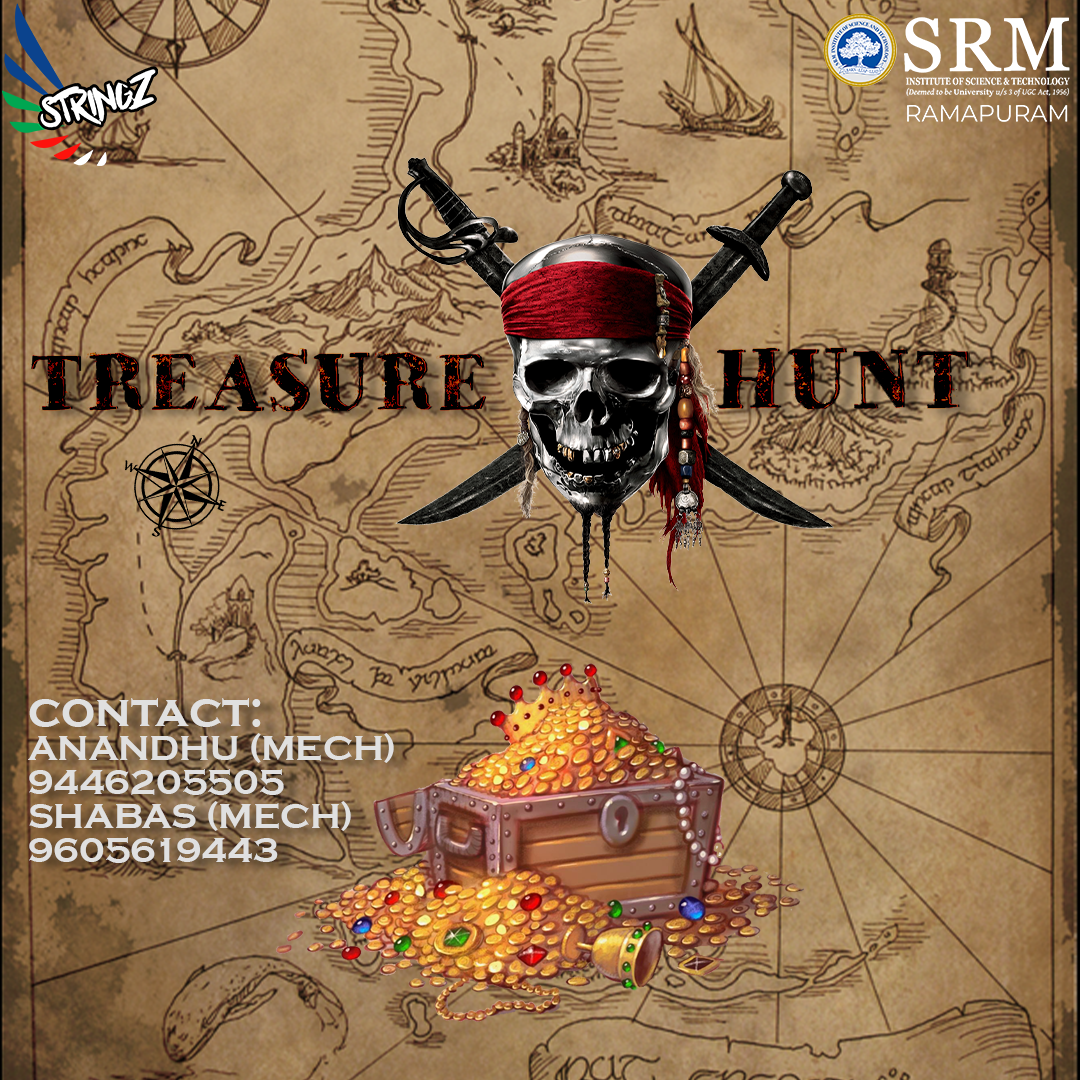 STRINGZ
SRM
INSTITUTE OF SCIENCE & TECHNOLOGY
(Deemed to be University u/s 3 of UGC Act, 1956)
RAMAPURAM
TREASURE HUNT
N
W
E
S
CONTACT:
ANANDHU (MECH)
9446205505
SHABAS (MECH)
9605619443